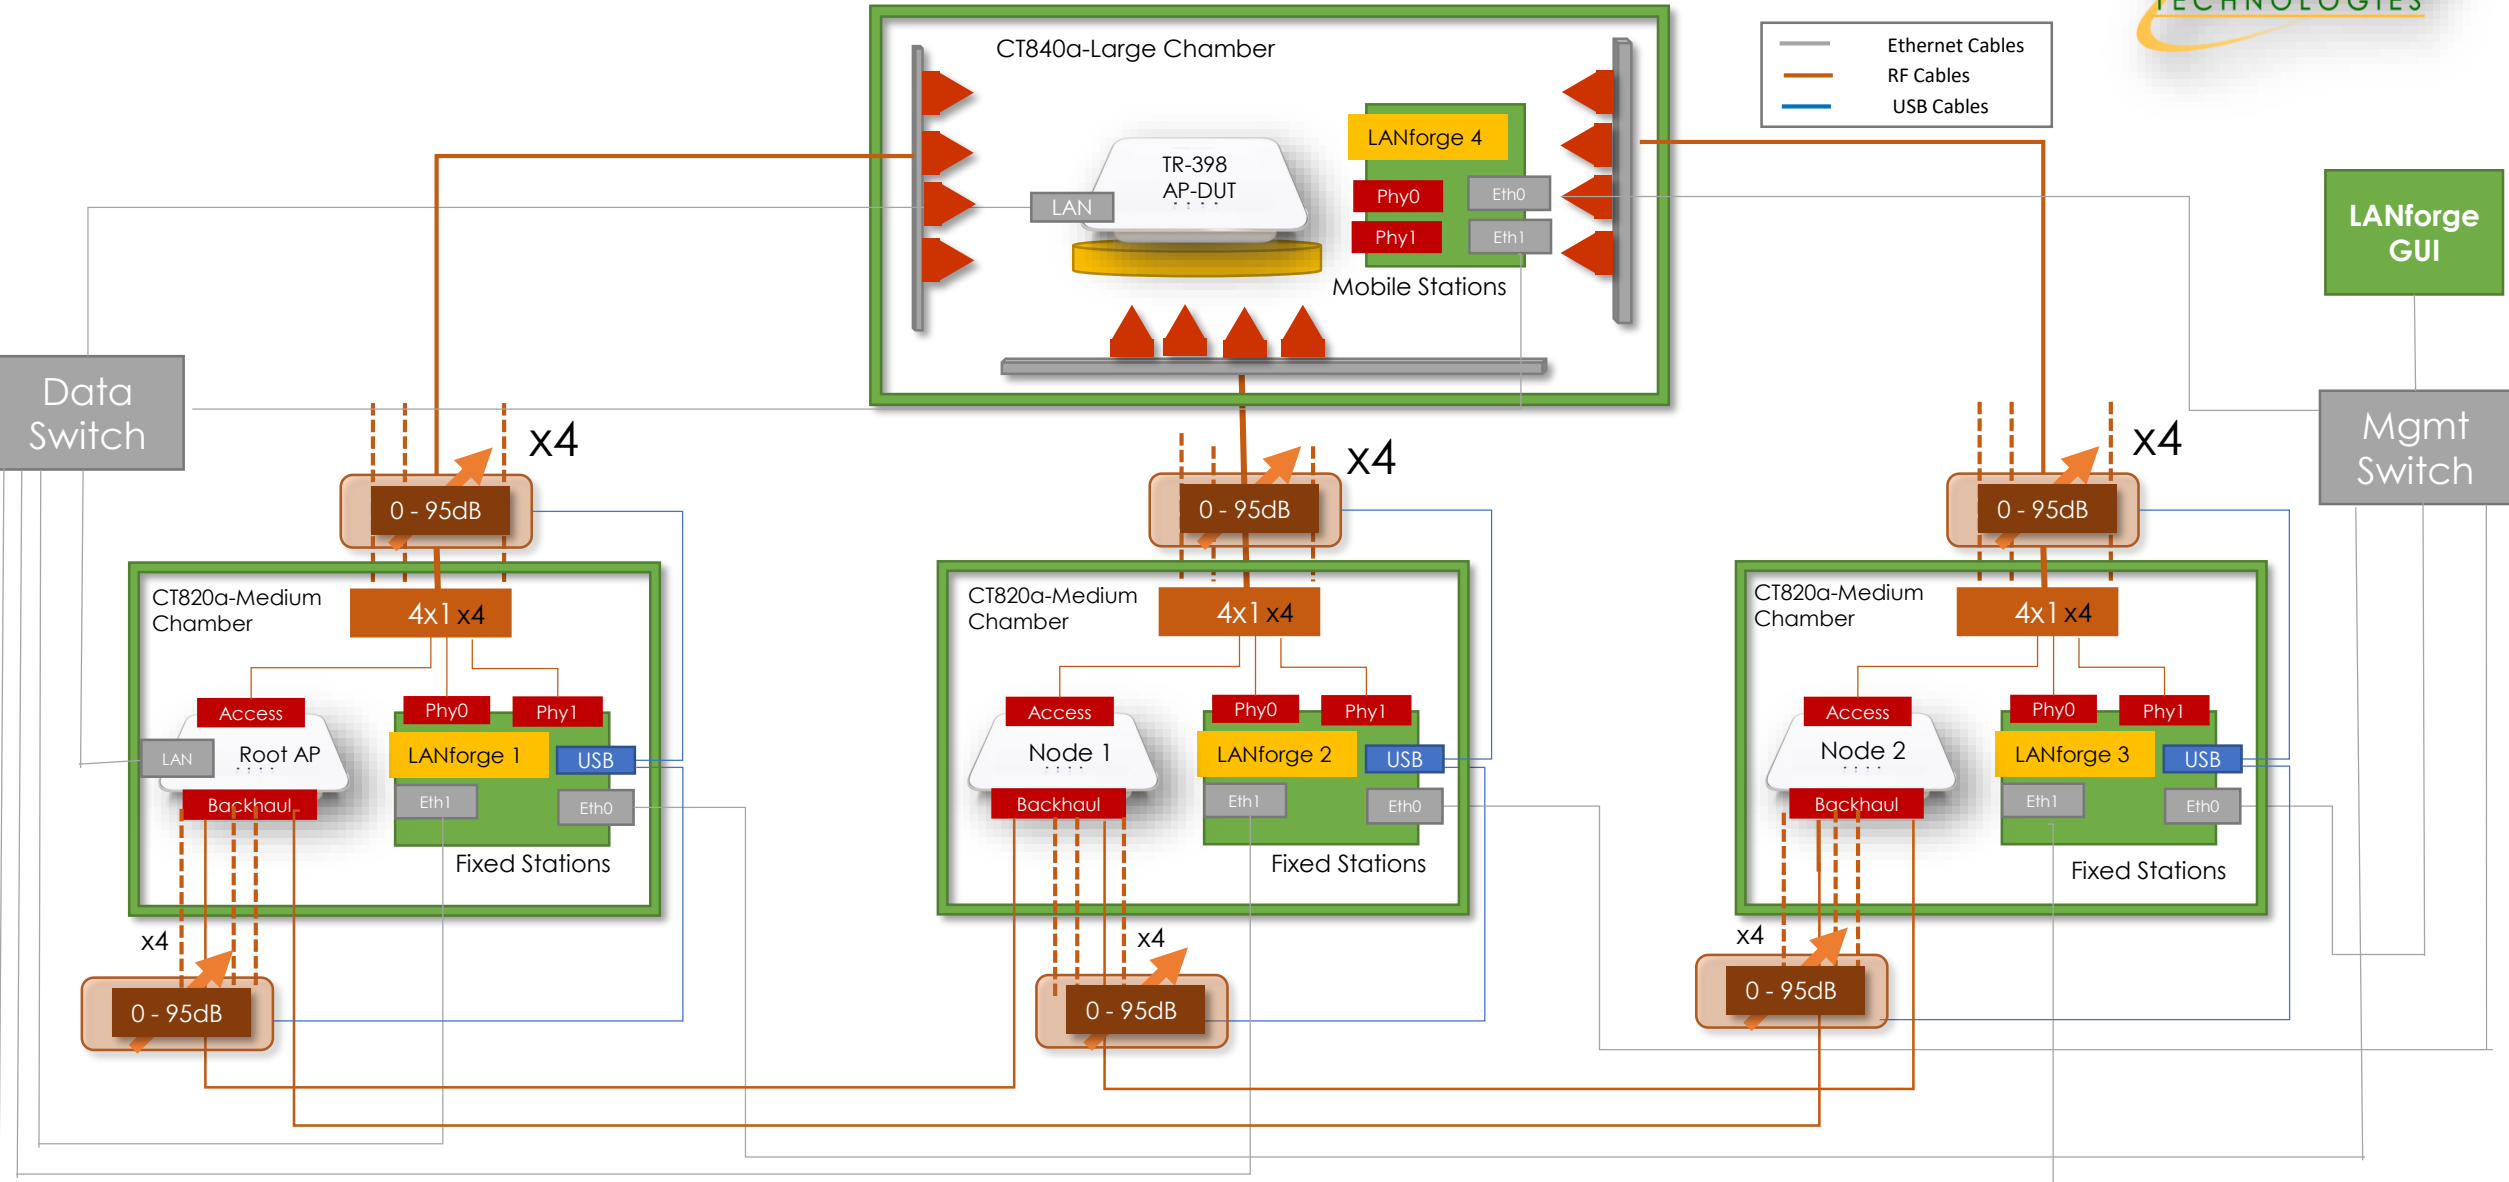 TECHNOLOGIES
CT840a-Large Chamber
Ethernet Cables
RF Cables
USB Cables
LANforge 4
TR-398
AP-DUT
LAN
Phy0
Eth0
Phy1
Eth1
Mobile Stations
LANforge
GUI
Data
Switch
Mgmt
Switch
x4
x4
x4
0 - 95dB
0 - 95dB
0 - 95dB
CT820a-Medium
Chamber
4x1 x4
CT820a-Medium
Chamber
4x1 x4
CT820a-Medium
Chamber
4x1 x4
Access
Phy0
Phy1
LAN
Root AP
LANforge 1
USB
Backhaul
Eth1
Eth0
Fixed Stations
Access
Phy0
Phy1
Node 1
LANforge 2
USB
Backhaul
Eth1
Eth0
Fixed Stations
Access
Phy0
Phy1
Node 2
LANforge 3
USB
Backhaul
Eth1
Eth0
Fixed Stations
x4
x4
x4
0 - 95dB
0 - 95dB
0 - 95dB